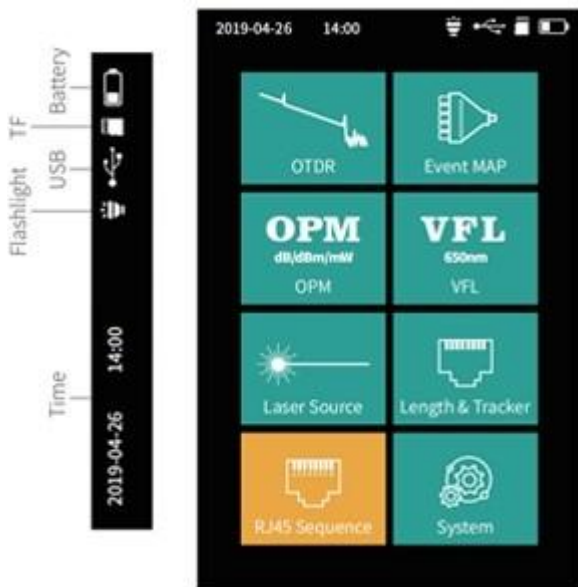 Battery
TF
USB
Flashlight
Time
2019-04-26 14:00
2019-04-26 14:00
OTDR
Event MAP
OPM
dB/dBm/mW
OPM
VFL
650nm
VFL
Laser Source
Length & Tracker
RJ45 Sequence
System